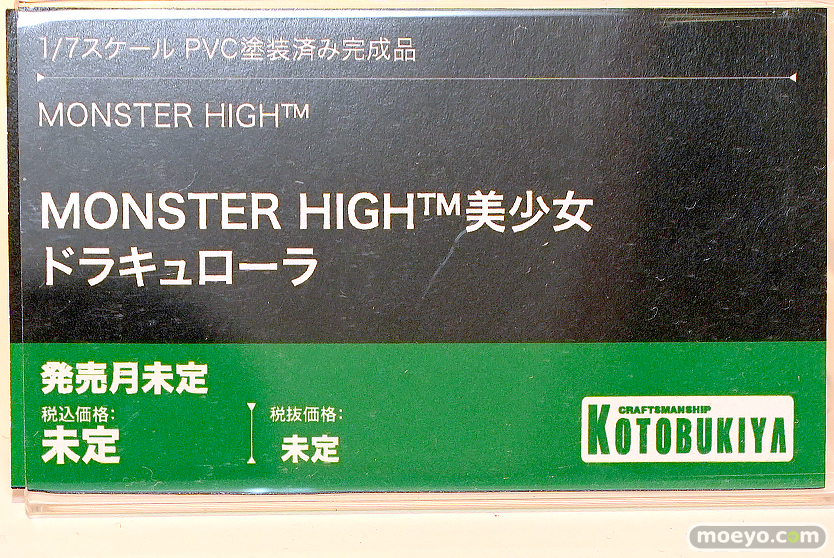 1/7スケール PVC塗装済み完成品
MONSTER HIGH™
MONSTER HIGH™美少女
ドラキュローラ
発売月未定
税込価格:
未定
税抜価格:
未定
CRAFTSMANSHIP
KOTOBUKIYA
moeyo.com